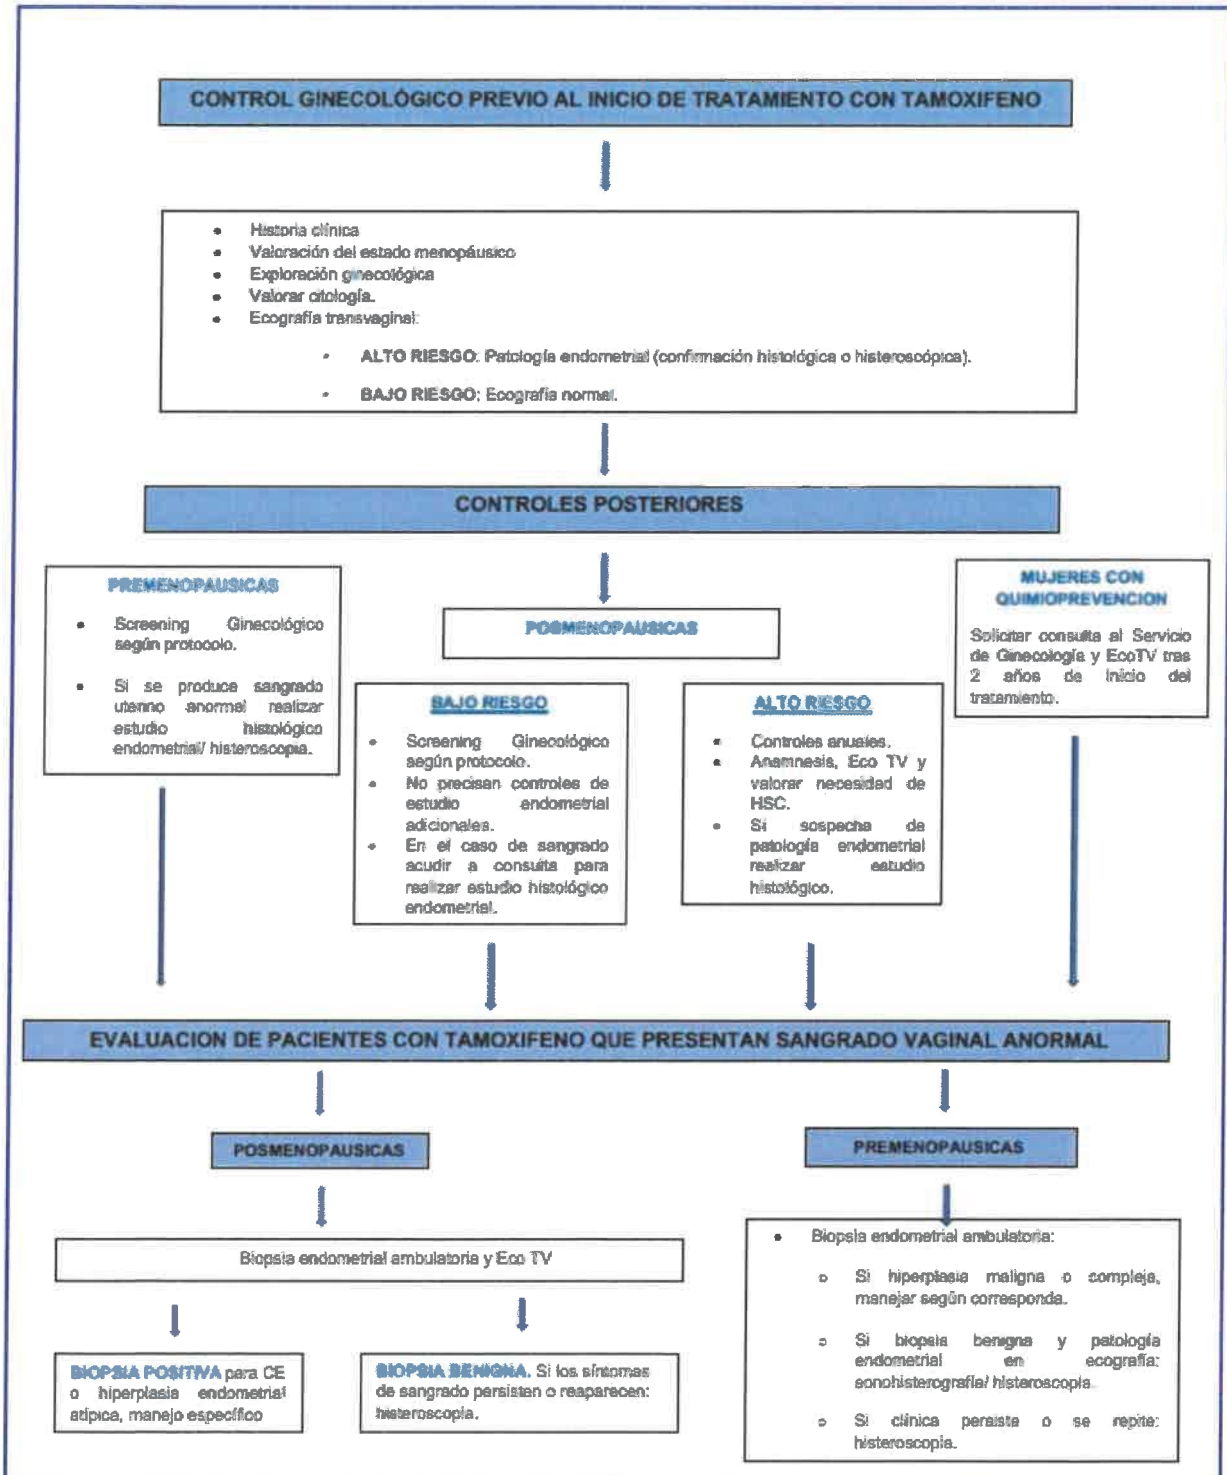 CONTROL GINECOLÓGICO PREVIO AL INICIO DE TRATAMIENTO CON TAMOXIFENO
• Historia clínica
• Valoración del estado menopáusico
• Exploración ginecológica
• Valorar citología.
• Ecografía transvaginal:
• ALTO RIESGO: Patología endometrial (confirmación histológica o histeroscópica).
• BAJO RIESGO: Ecografía normal.
CONTROLES POSTERIORES
PREMENOPAUSICAS
• Screening Ginecológico
según protocolo.
• Si se produce sangrado
uterino anormal realizar
estudio histológico
endometrial/ histeroscopia.
POSMENOPAUSICAS
BAJO RIESGO
• Screening Ginecológico
según protocolo.
• No precisan controles de
estudio endometrial
adicionales.
• En el caso de sangrado
acudir a consulta para
realizar estudio histológico
endometrial.
ALTO RIESGO
• Controles anuales.
• Anamnesis, Eco TV y
valorar necesidad de
HSC.
• Si sospecha de
patología endometrial
realizar estudio
histológico.
MUJERES CON
QUIMIOPREVENCION
Solicitar consulta al Servicio
de Ginecología y EcoTV tras
2 años de inicio del
tratamiento.
EVALUACION DE PACIENTES CON TAMOXIFENO QUE PRESENTAN SANGRADO VAGINAL ANORMAL
POSMENOPAUSICAS
Biopsia endometrial ambulatoria y Eco TV
BIOPSIA POSITIVA para CE
o hiperplasia endometrial
atípica, manejo específico
BIOPSIA BENIGNA. Si los síntomas
de sangrado persisten o reaparecen:
histeroscopia.
PREMENOPAUSICAS
• Biopsia endometrial ambulatoria:
o Si hiperplasia maligna o compleja,
manejar según corresponda.
o Si biopsia benigna y patología
endometrial en ecografía:
sonohisterografía/ histeroscopia
o Si clínica persiste o se repite:
histeroscopia.